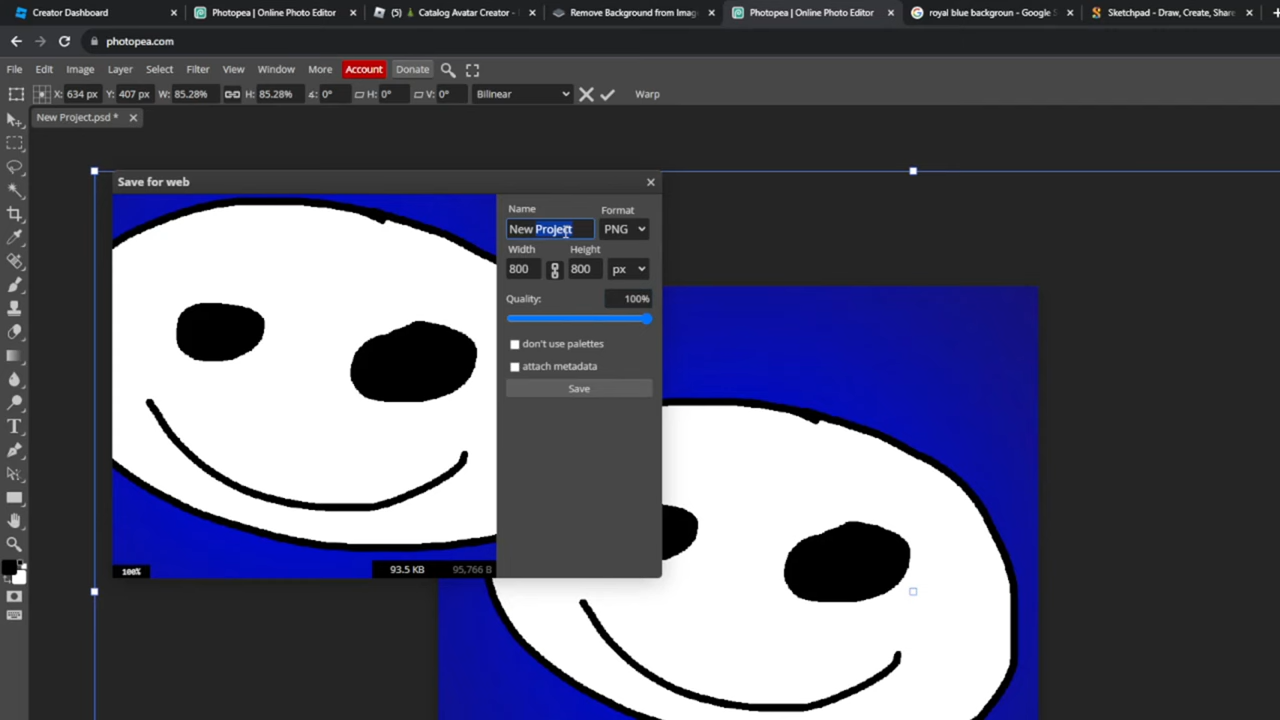 Creator Dashboard
Photopea | Online Photo Editor
(5) Catalog Avatar Creator -
Remove Background from Imag
Photopea | Online Photo Editor
royal blue backgroun - Google S
Sketchpad - Draw, Create, Share
photopea.com
File Edit Image Layer Select Filter View Window More Account Donate
X: 634 px Y: 407 px W: 85.28% H: 85.28% ∡: 0° H: 0° V: 0° Bilinear Warp
New Project.psd *
Save for web
Name Format
New Project PNG
Width Height
800 800 px
Quality: 100%
don't use palettes
attach metadata
Save
100% 93.5 KB 95,766 B